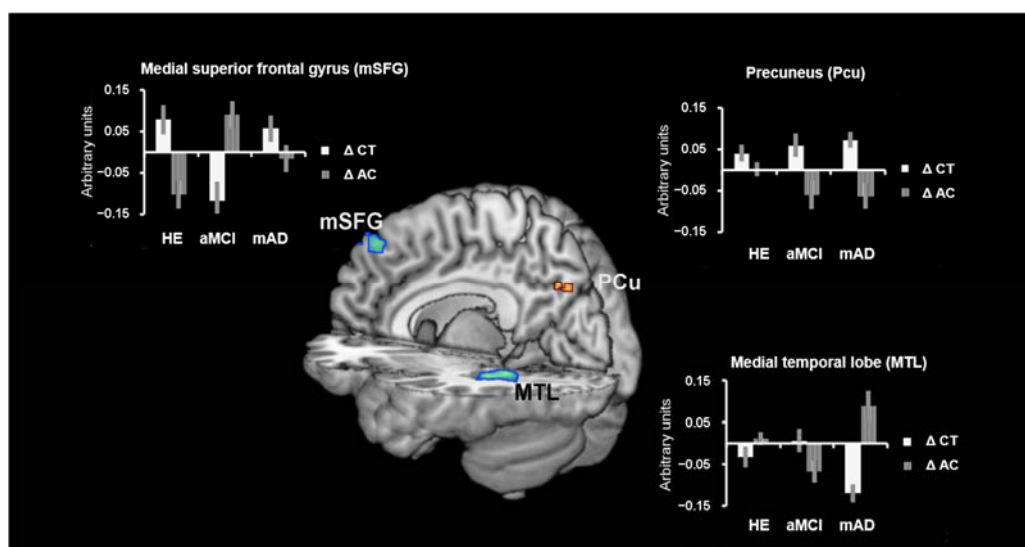 Medial superior frontal gyrus (mSFG)
0.15
0.05
−0.05
−0.15
Arbitrary units
Δ CT
Δ AC
HE aMCI mAD
Precuneus (Pcu)
0.15
0.05
−0.05
−0.15
Arbitrary units
Δ CT
Δ AC
HE aMCI mAD
mSFG
PCu
MTL
Medial temporal lobe (MTL)
0.15
0.05
−0.05
−0.15
Arbitrary units
Δ CT
Δ AC
HE aMCI mAD